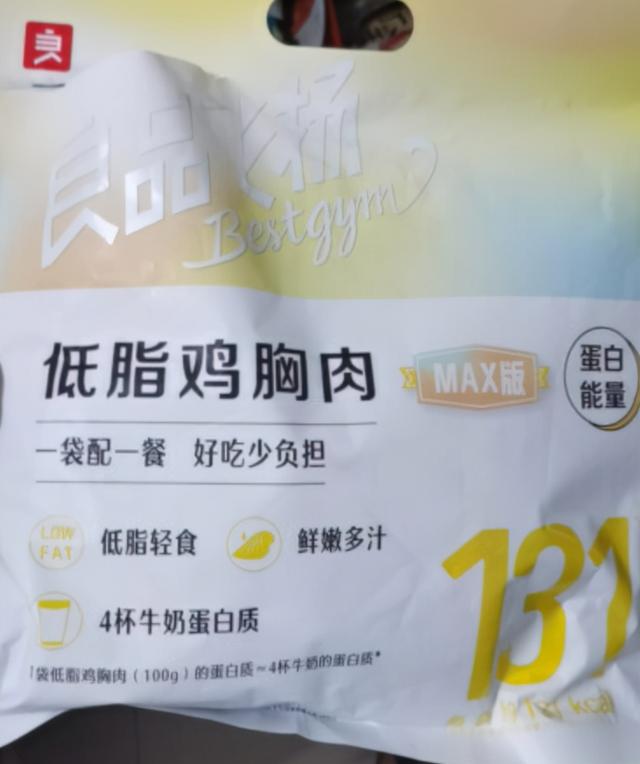 良
良品飞扬
Bestgym
低脂鸡胸肉
MAX版
蛋白
能量
一袋配一餐 好吃少负担
LOW
FAT
低脂轻食
鲜嫩多汁
4杯牛奶蛋白质
1袋低脂鸡胸肉（100g）的蛋白质≈4杯牛奶的蛋白质*
131
kcal